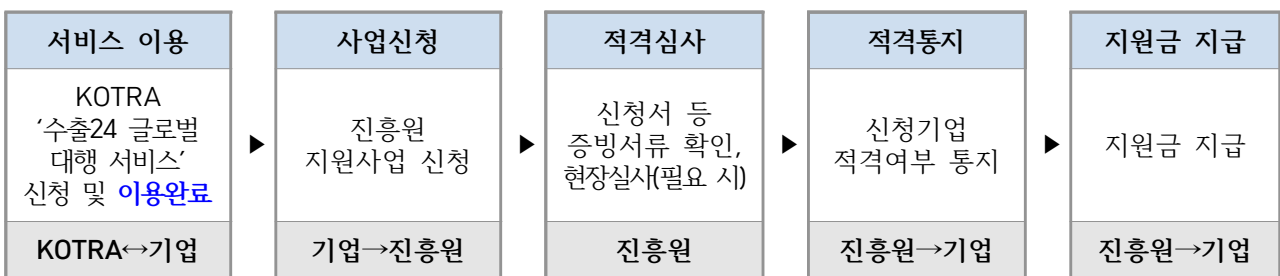 서비스 이용
KOTRA
‘수출24 글로벌
대행 서비스’
신청 및 이용완료
KOTRA↔기업
▶
사업신청
진흥원
지원사업 신청
기업→진흥원
▶
적격심사
신청서 등
증빙서류 확인,
현장실사(필요 시)
진흥원
▶
적격통지
신청기업
적격여부 통지
진흥원→기업
▶
지원금 지급
지원금 지급
진흥원→기업